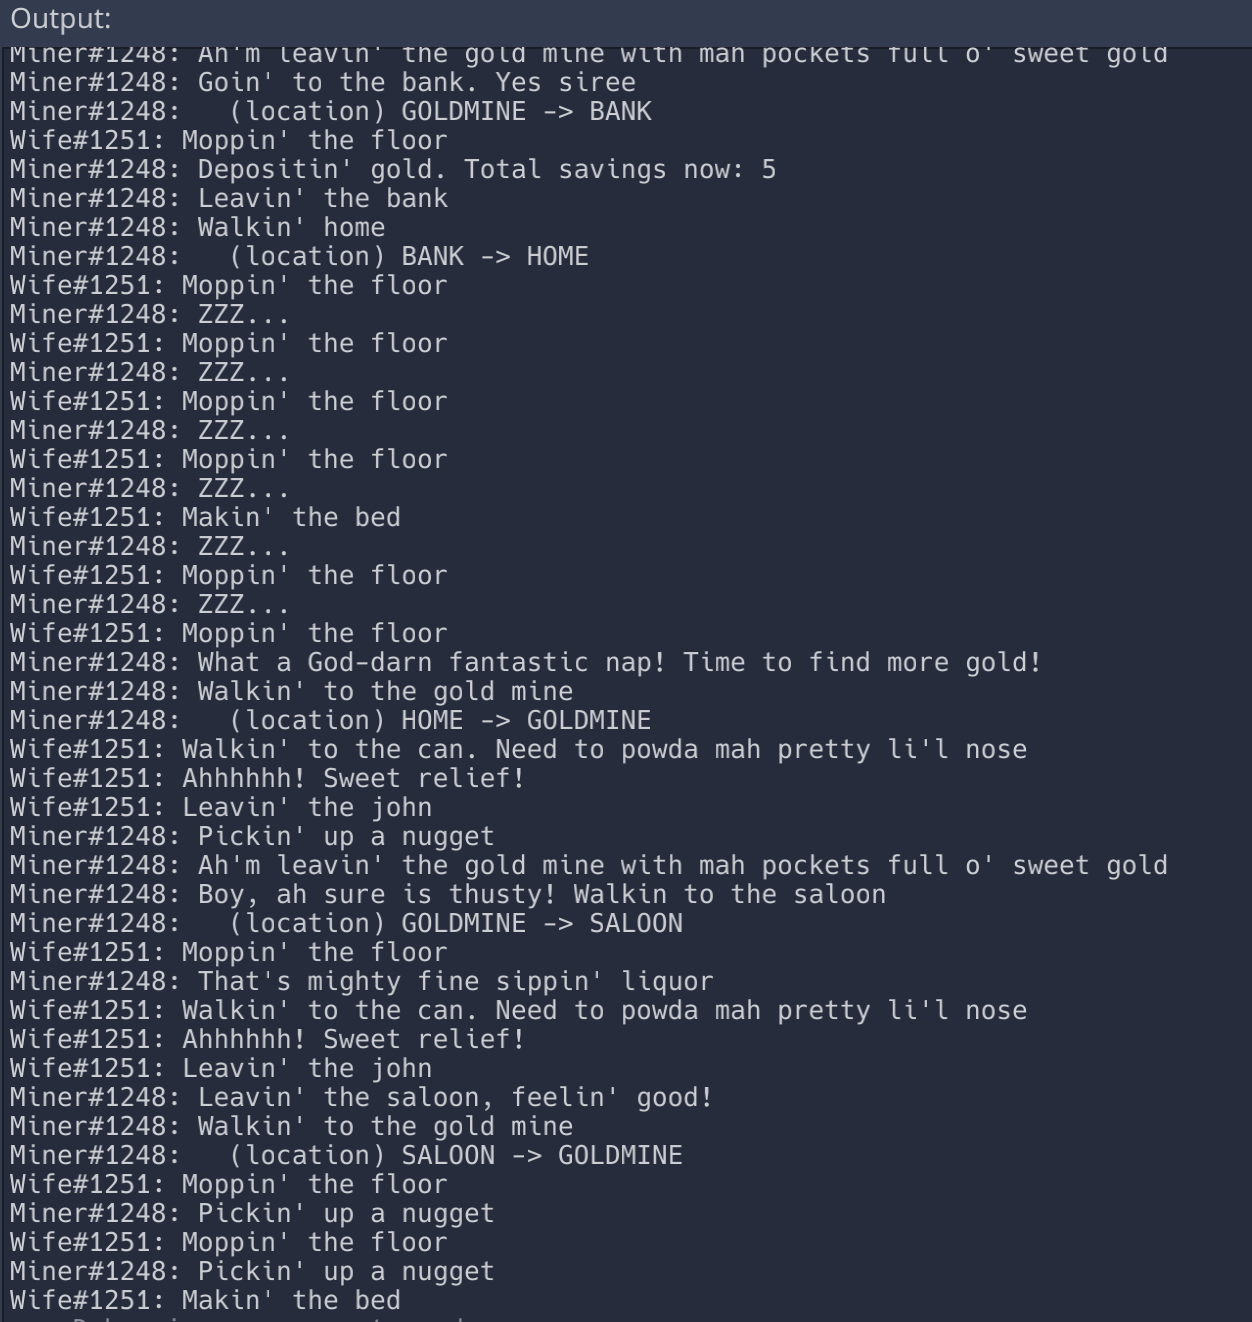 Output:
Miner#1248: Ah'm leavin' the gold mine with mah pockets full o' sweet gold
Miner#1248: Goin' to the bank. Yes siree
Miner#1248:   (location) GOLDMINE -> BANK
Wife#1251: Moppin' the floor
Miner#1248: Depositin' gold. Total savings now: 5
Miner#1248: Leavin' the bank
Miner#1248: Walkin' home
Miner#1248:   (location) BANK -> HOME
Wife#1251: Moppin' the floor
Miner#1248: ZZZ...
Wife#1251: Moppin' the floor
Miner#1248: ZZZ...
Wife#1251: Moppin' the floor
Miner#1248: ZZZ...
Wife#1251: Moppin' the floor
Miner#1248: ZZZ...
Wife#1251: Makin' the bed
Miner#1248: ZZZ...
Wife#1251: Moppin' the floor
Miner#1248: ZZZ...
Wife#1251: Moppin' the floor
Miner#1248: What a God-darn fantastic nap! Time to find more gold!
Miner#1248: Walkin' to the gold mine
Miner#1248:   (location) HOME -> GOLDMINE
Wife#1251: Walkin' to the can. Need to powda mah pretty li'l nose
Wife#1251: Ahhhhhh! Sweet relief!
Wife#1251: Leavin' the john
Miner#1248: Pickin' up a nugget
Miner#1248: Ah'm leavin' the gold mine with mah pockets full o' sweet gold
Miner#1248: Boy, ah sure is thusty! Walkin to the saloon
Miner#1248:   (location) GOLDMINE -> SALOON
Wife#1251: Moppin' the floor
Miner#1248: That's mighty fine sippin' liquor
Wife#1251: Walkin' to the can. Need to powda mah pretty li'l nose
Wife#1251: Ahhhhhh! Sweet relief!
Wife#1251: Leavin' the john
Miner#1248: Leavin' the saloon, feelin' good!
Miner#1248: Walkin' to the gold mine
Miner#1248:   (location) SALOON -> GOLDMINE
Wife#1251: Moppin' the floor
Miner#1248: Pickin' up a nugget
Wife#1251: Moppin' the floor
Miner#1248: Pickin' up a nugget
Wife#1251: Makin' the bed